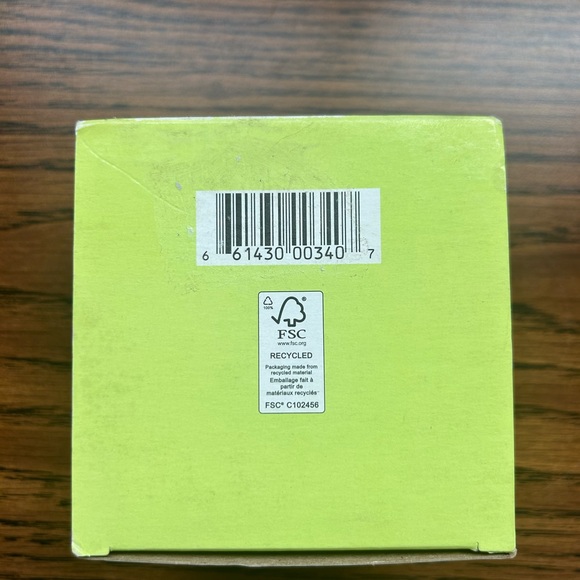 6 61430 00340 7
100%
FSC
www.fsc.org
RECYCLED
Packaging made from
recycled material
Emballage fait à
partir de
matériaux recyclés
FSC® C102456